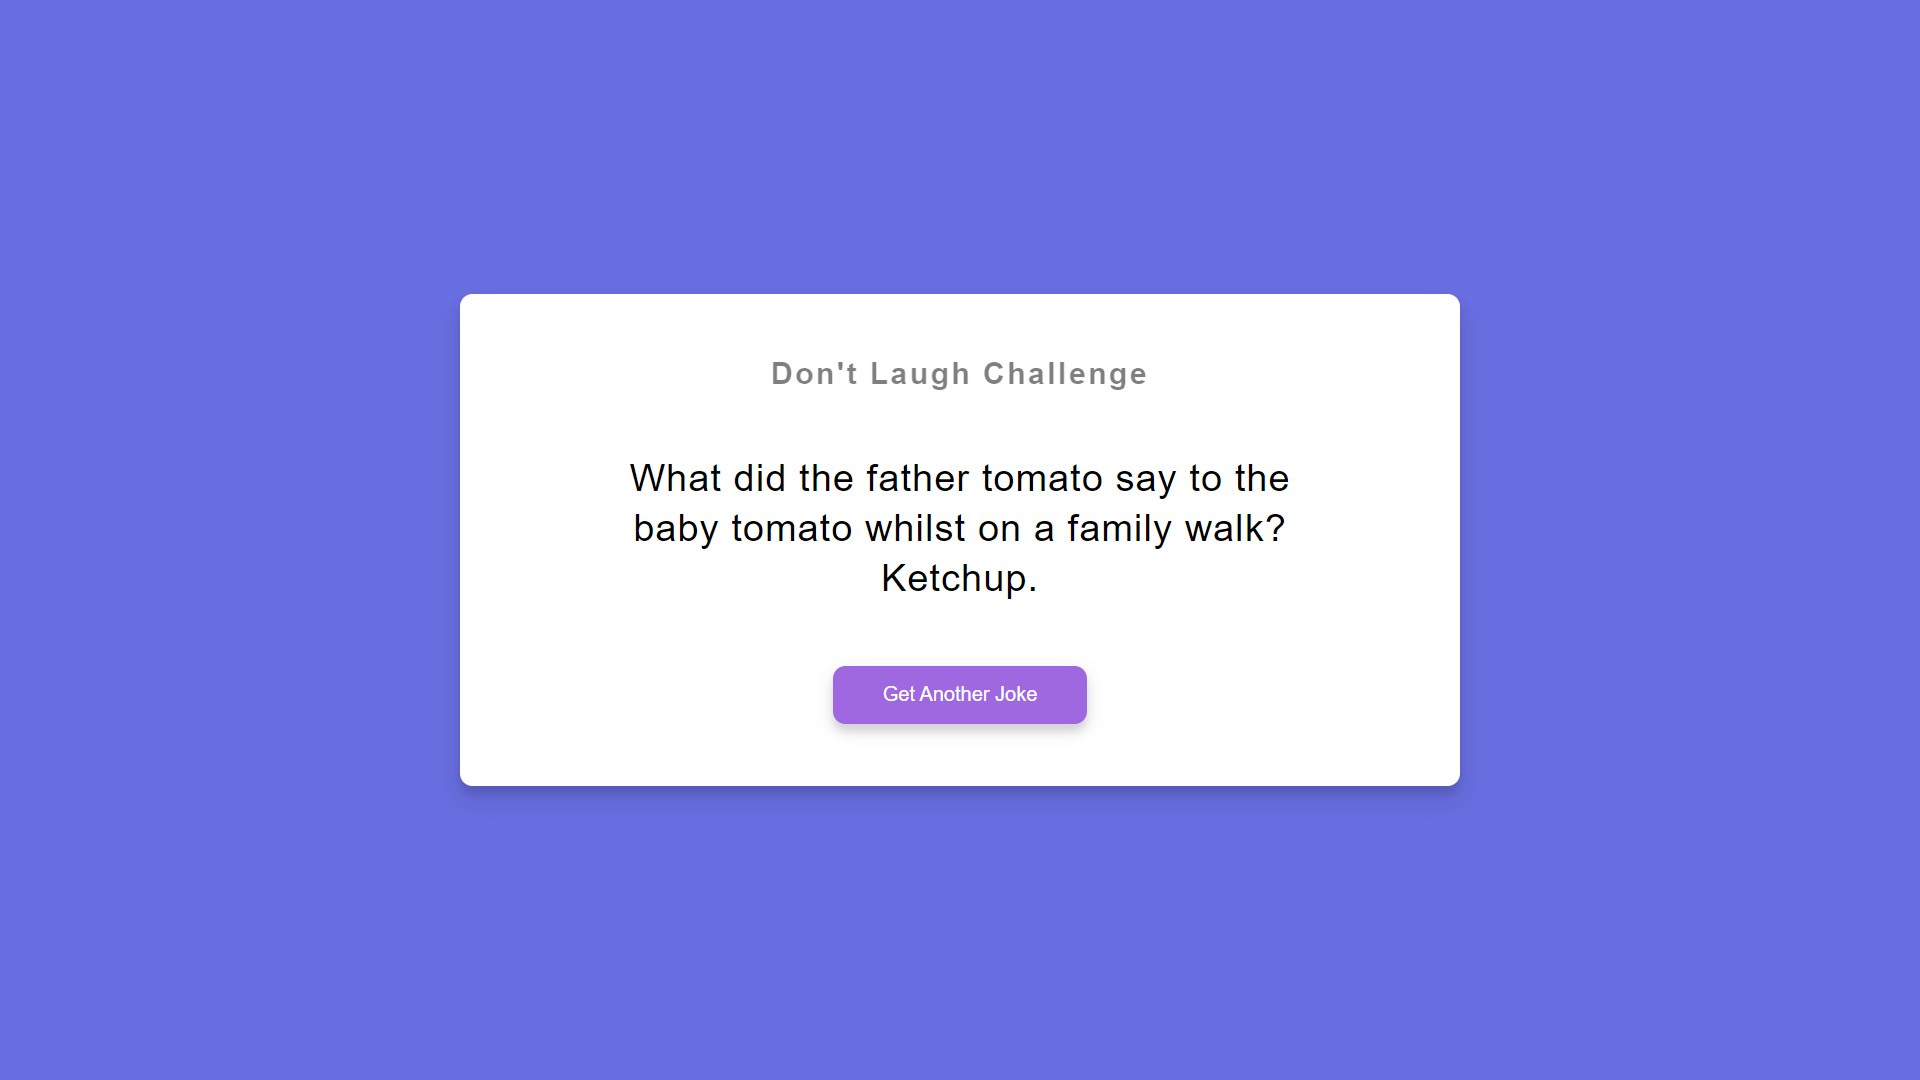 Don't Laugh Challenge
What did the father tomato say to the
baby tomato whilst on a family walk?
Ketchup.
Get Another Joke